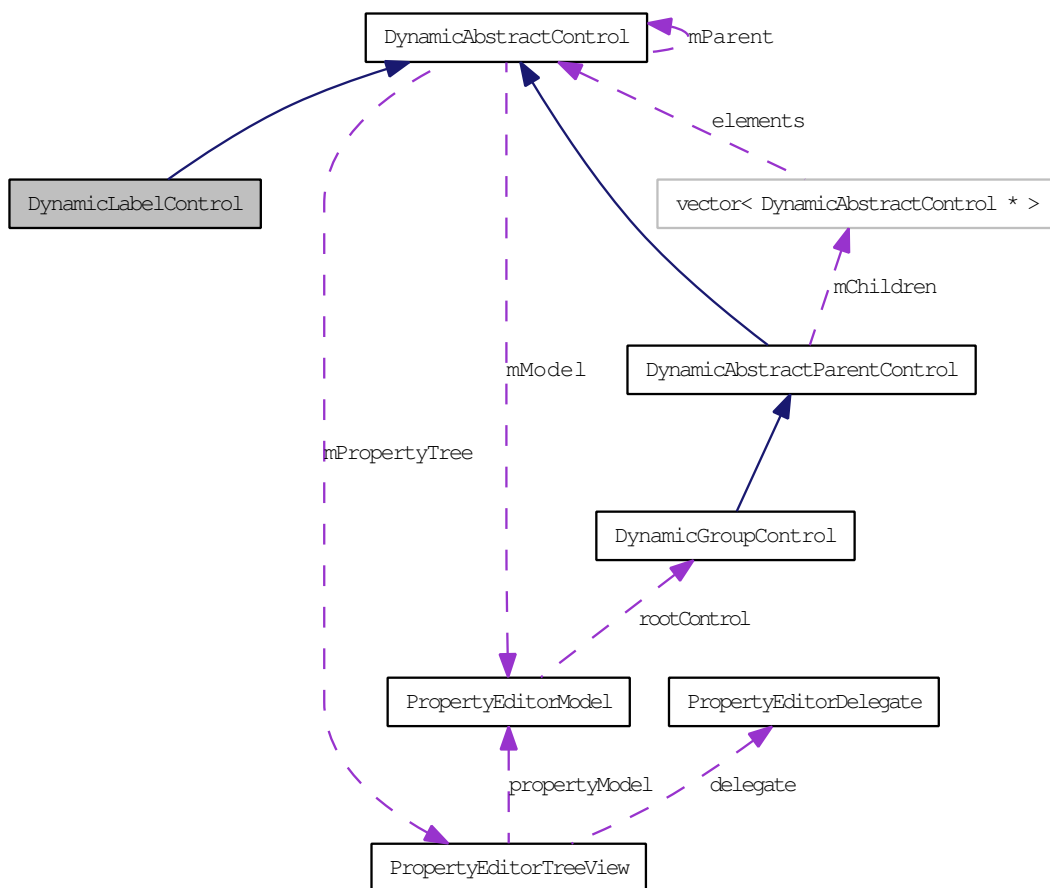 DynamicAbstractControl
mParent
elements
DynamicLabelControl
vector< DynamicAbstractControl * >
mChildren
mModel
DynamicAbstractParentControl
mPropertyTree
DynamicGroupControl
rootControl
PropertyEditorModel
PropertyEditorDelegate
propertyModel
delegate
PropertyEditorTreeView